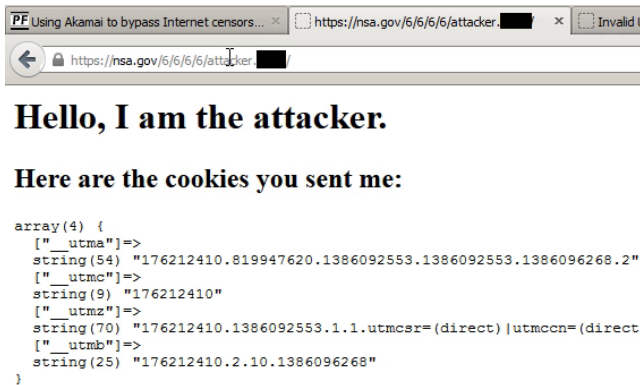 PF Using Akamai to bypass Internet censors... × https://nsa.gov/6/6/6/6/attacker. / × Invalid U
https://nsa.gov/6/6/6/6/attacker. /
Hello, I am the attacker.
Here are the cookies you sent me:
array(4) {
["__utma"]=>
string(54) "176212410.819947620.1386092553.1386092553.1386096268.2"
["__utmc"]=>
string(9) "176212410"
["__utmz"]=>
string(70) "176212410.1386092553.1.1.utmcsr=(direct)|utmccn=(direct
["__utmb"]=>
string(25) "176212410.2.10.1386096268"
}